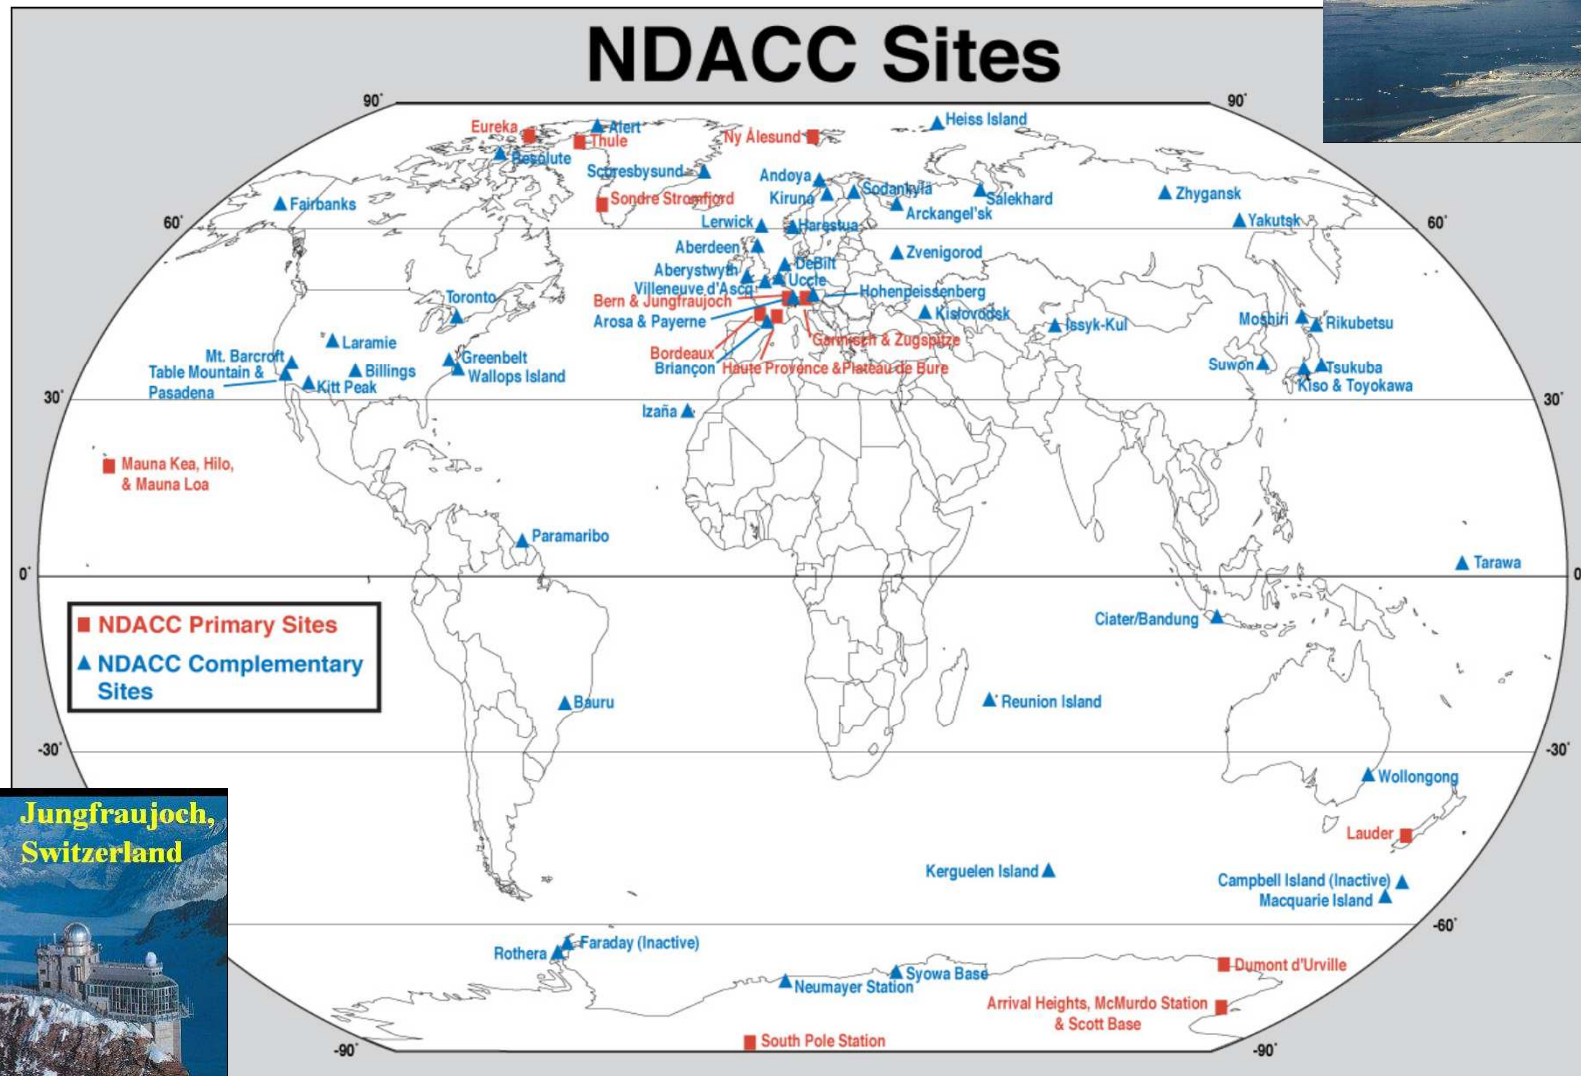 NDACC Sites
90°
90°
Eureka
Alert
Thule
Ny Ålesund
Heiss Island
Resolute
Scoresbysund
Andoya
Sodankyla
Kiruna
Salekhard
Zhygansk
Fairbanks
Sondre Stromfjord
Arckangel'sk
60°
60°
Lerwick
Harestua
Yakutsk
Aberdeen
Zvenigorod
DeBilt
Aberystwyth
Uccle
Villeneuve d'Ascq
Hohenpeissenberg
Bern & Jungfraujoch
Toronto
Arosa & Payerne
Kislovodsk
Issyk-Kul
Moshiri
Rikubetsu
Laramie
Garmisch & Zugspitze
Bordeaux
Mt. Barcroft
Greenbelt
Briançon
Haute Provence &Plateau de Bure
Suwon
Tsukuba
Table Mountain &
Pasadena
Billings
Wallops Island
Kitt Peak
Kiso & Toyokawa
30°
30°
Izaña
Mauna Kea, Hilo,
& Mauna Loa
Paramaribo
Tarawa
0°
0
NDACC Primary Sites
NDACC Complementary
Sites
Ciater/Bandung
Bauru
Reunion Island
-30°
-30°
Wollongong
Jungfraujoch,
Switzerland
Lauder
Kerguelen Island
Campbell Island (Inactive)
Macquarie Island
-60°
Faraday (Inactive)
Rothera
Dumont d'Urville
Syowa Base
Neumayer Station
Arrival Heights, McMurdo Station
& Scott Base
South Pole Station
-90°
-90°